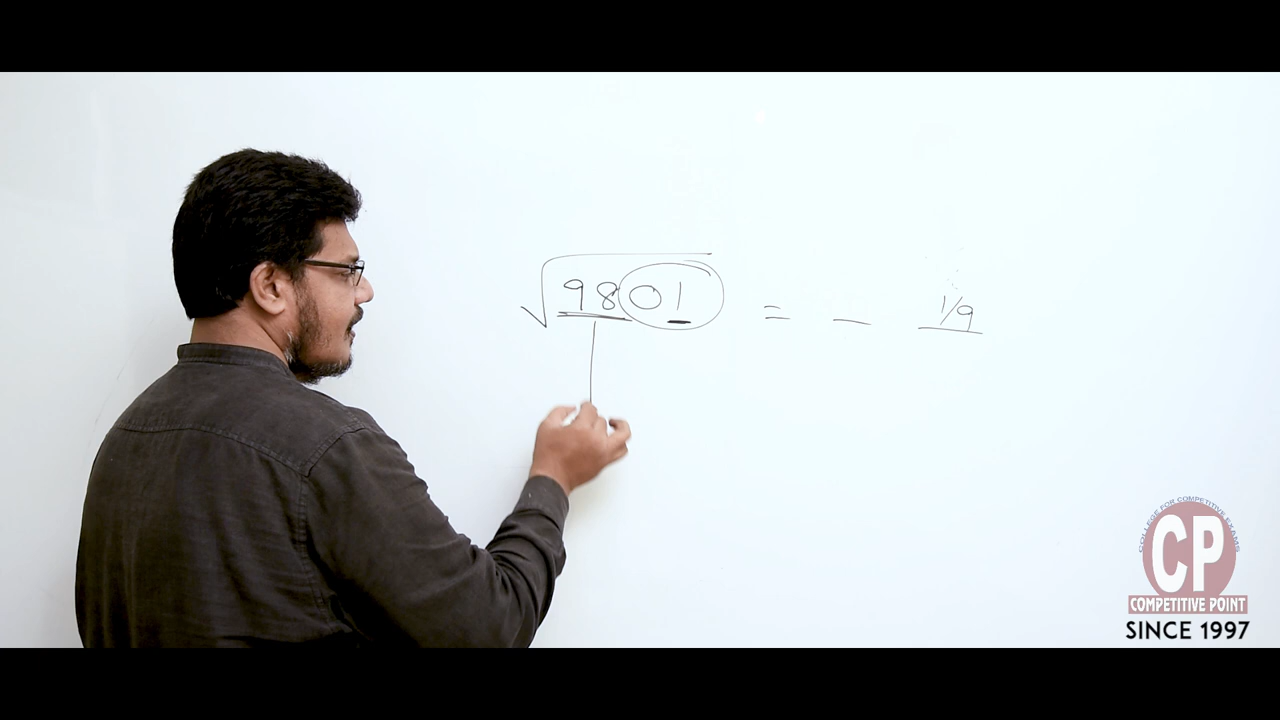 √9801 = _ 1/9
COLLEGE FOR COMPETITIVE EXAMS
CP
COMPETITIVE POINT
SINCE 1997